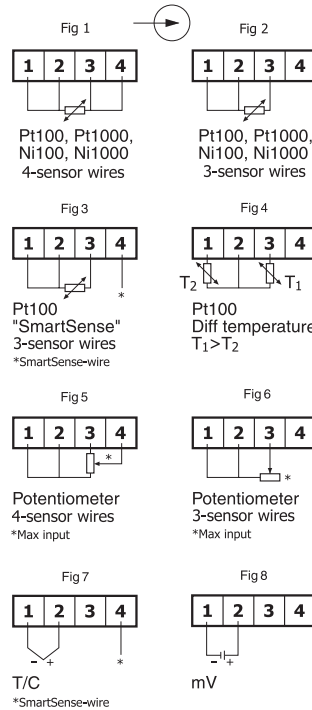 Fig 1
Fig 2
1 2 3 4
1 2 3 4
Pt100, Pt1000,
Ni100, Ni1000
4-sensor wires
Pt100, Pt1000,
Ni100, Ni1000
3-sensor wires
Fig 3
Fig 4
1 2 3 4
1 2 3 4
*
T2
T1
Pt100
"SmartSense"
3-sensor wires
*SmartSense-wire
Pt100
Diff temperature
T1>T2
Fig 5
Fig 6
1 2 3 4
1 2 3 4
*
*
Potentiometer
4-sensor wires
*Max input
Potentiometer
3-sensor wires
*Max input
Fig 7
Fig 8
1 2 3 4
1 2 3 4
- +
*
- +
T/C
*SmartSense-wire
mV